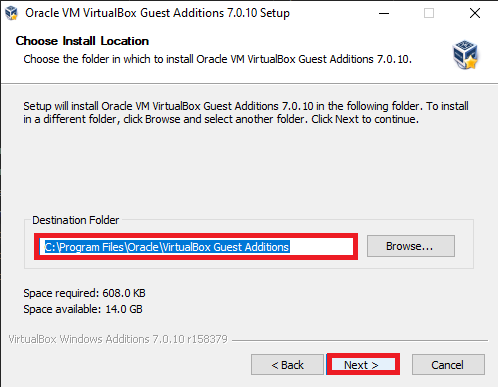 Oracle VM VirtualBox Guest Additions 7.0.10 Setup
Choose Install Location
Choose the folder in which to install Oracle VM VirtualBox Guest Additions 7.0.10.
Setup will install Oracle VM VirtualBox Guest Additions 7.0.10 in the following folder. To install
in a different folder, click Browse and select another folder. Click Next to continue.
Destination Folder
C:\Program Files\Oracle\VirtualBox Guest Additions
Browse...
Space required: 608.0 KB
Space available: 14.0 GB
VirtualBox Windows Additions 7.0.10 r158379
< Back
Next >
Cancel